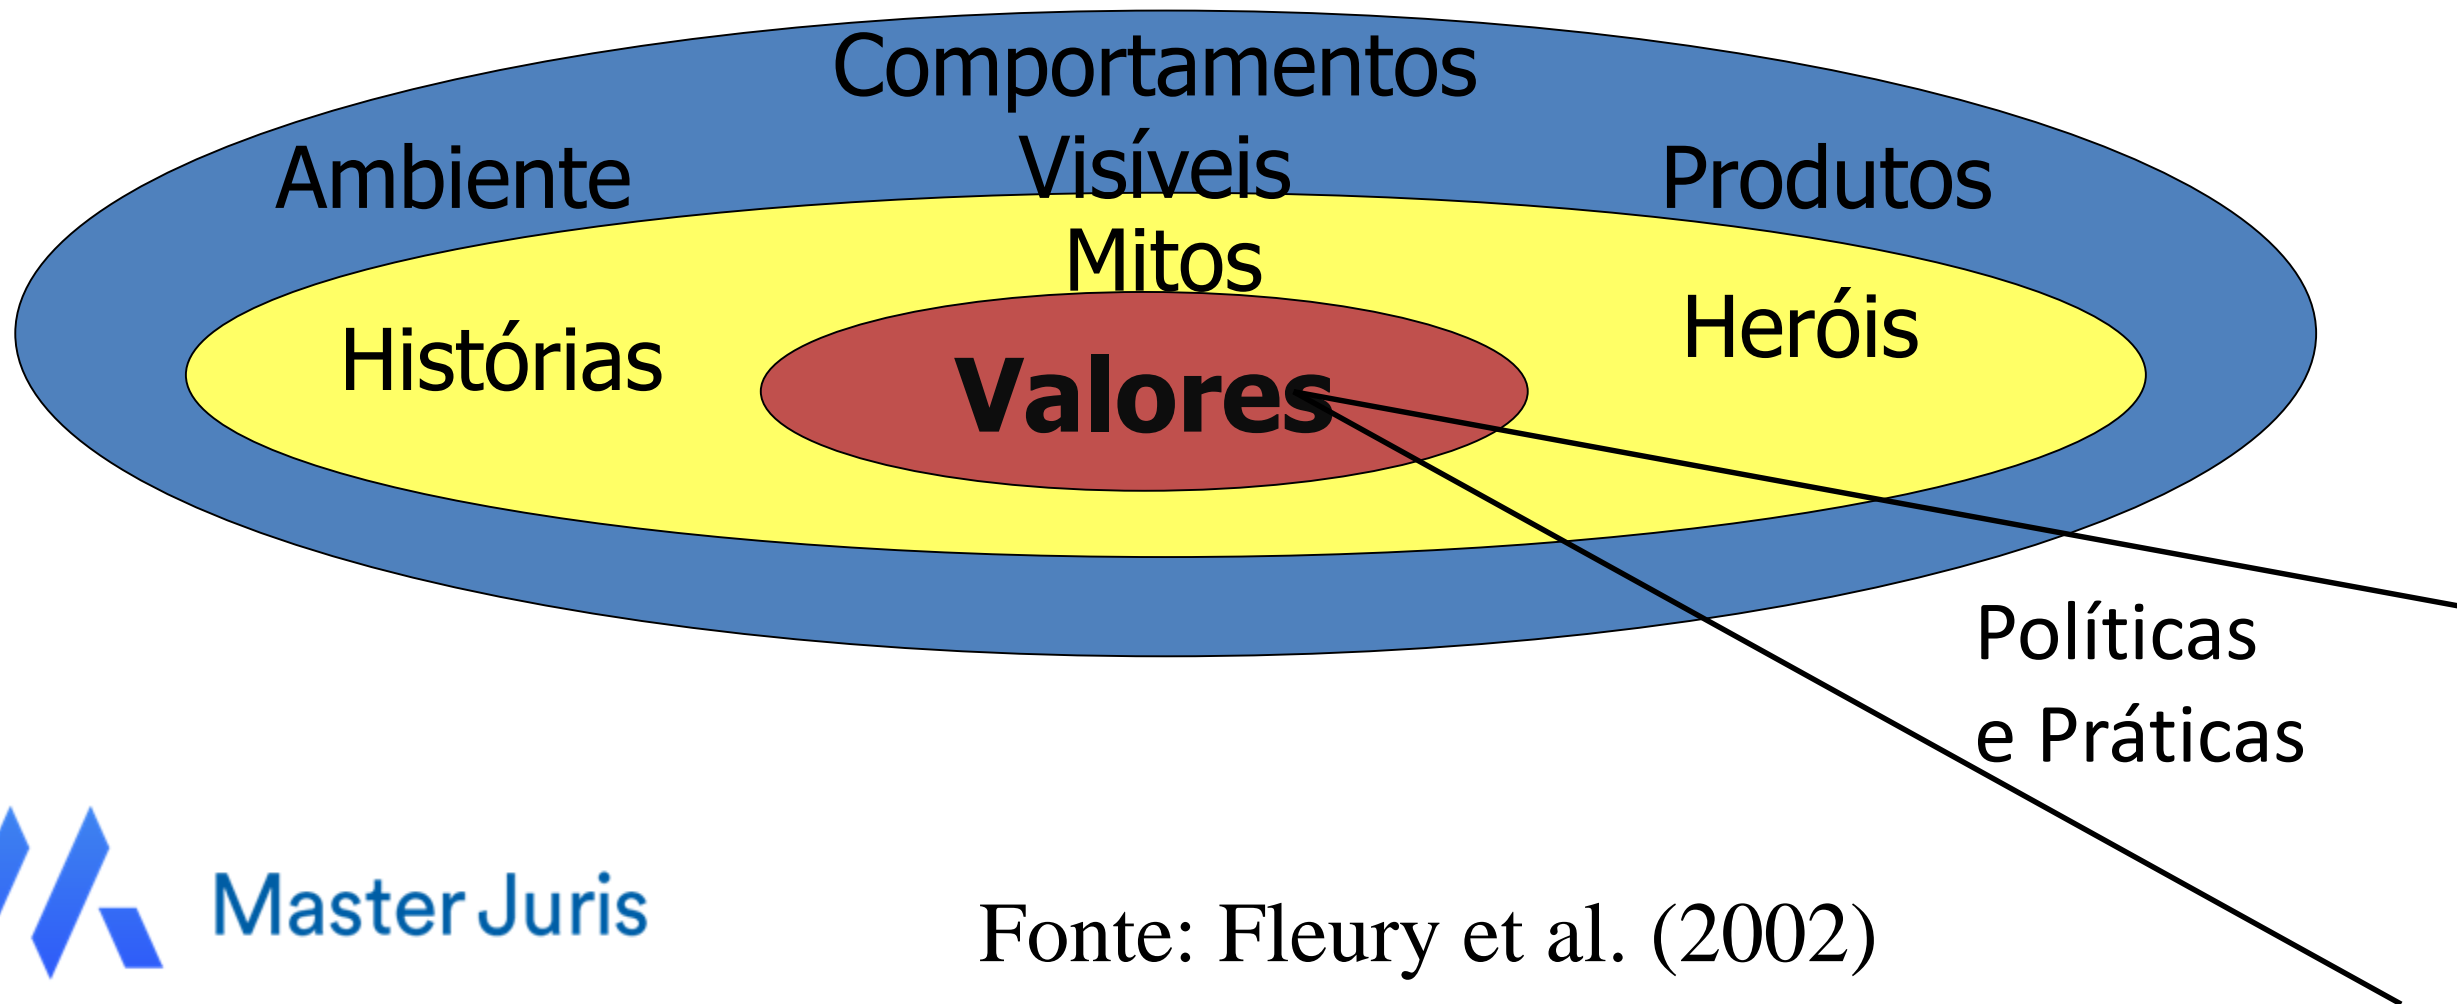 Comportamentos
Visíveis
Ambiente
Produtos
Mitos
Histórias
Heróis
Valores
Políticas
e Práticas
Master Juris
Fonte: Fleury et al. (2002)